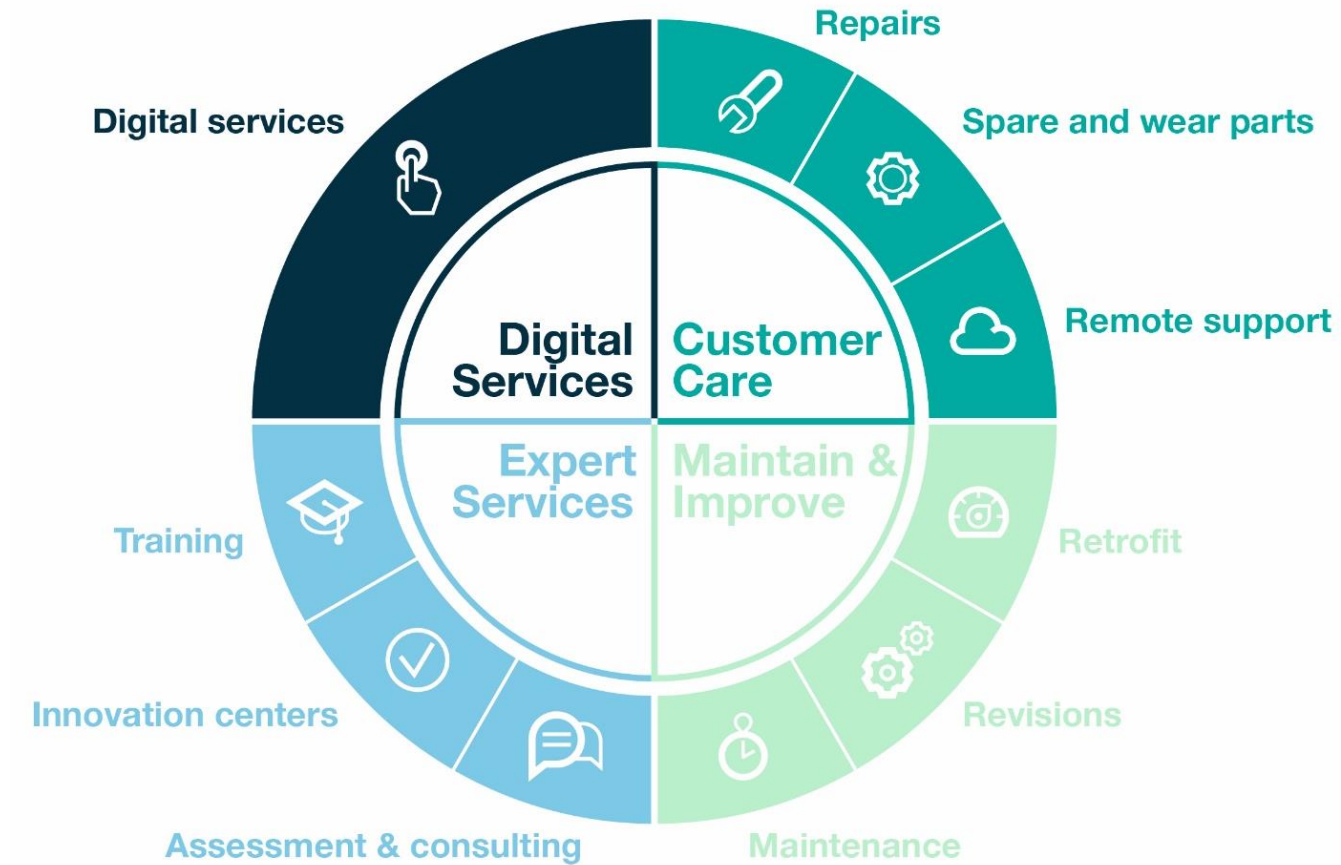 Repairs
Digital services
Spare and wear parts
Remote support
Digital
Services
Customer
Care
Expert
Services
Maintain &
Improve
Training
Retrofit
Innovation centers
Revisions
Assessment & consulting
Maintenance